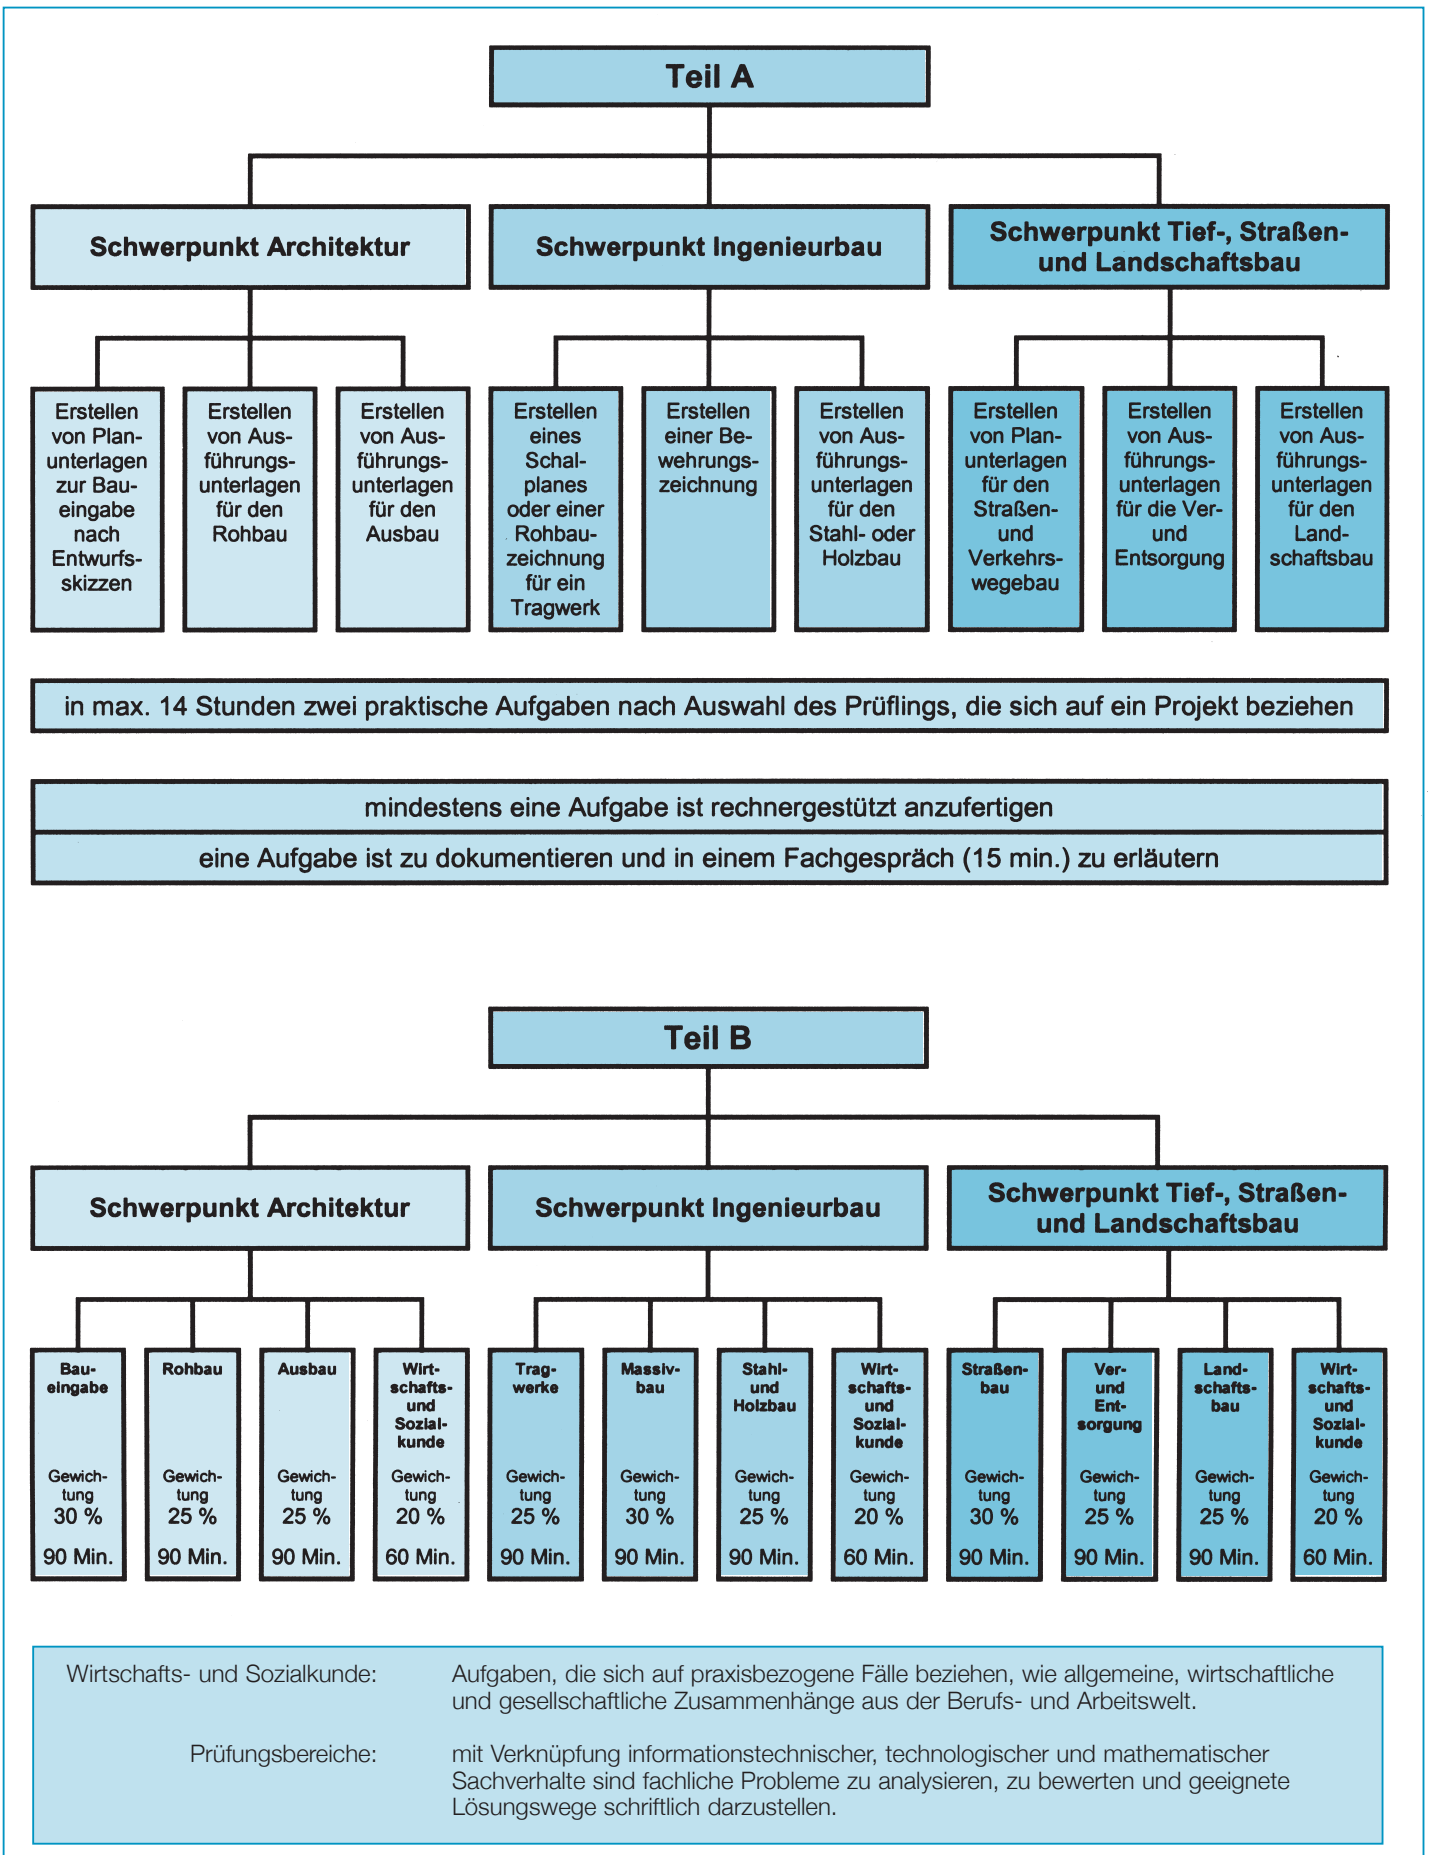 Teil A
Schwerpunkt Architektur
Schwerpunkt Ingenieurbau
Schwerpunkt Tief-, Straßen-
und Landschaftsbau
Erstellen
von Plan-
unterlagen
zur Bau-
eingabe
nach
Entwurfs-
skizzen
Erstellen
von Aus-
führungs-
unterlagen
für den
Rohbau
Erstellen
von Aus-
führungs-
unterlagen
für den
Ausbau
Erstellen
eines
Schal-
planes
oder einer
Rohbau-
zeichnung
für ein
Tragwerk
Erstellen
einer Be-
wehrungs-
zeichnung
Erstellen
von Aus-
führungs-
unterlagen
für den
Stahl- oder
Holzbau
Erstellen
von Plan-
unterlagen
für den
Straßen-
und
Verkehrs-
wegebau
Erstellen
von Aus-
führungs-
unterlagen
für die Ver-
und
Entsorgung
Erstellen
von Aus-
führungs-
unterlagen
für den
Land-
schaftsbau
in max. 14 Stunden zwei praktische Aufgaben nach Auswahl des Prüflings, die sich auf ein Projekt beziehen
mindestens eine Aufgabe ist rechnergestützt anzufertigen
eine Aufgabe ist zu dokumentieren und in einem Fachgespräch (15 min.) zu erläutern
Teil B
Schwerpunkt Architektur
Schwerpunkt Ingenieurbau
Schwerpunkt Tief-, Straßen-
und Landschaftsbau
Bau-
eingabe
Gewich-
tung
30 %
90 Min.
Rohbau
Gewich-
tung
25 %
90 Min.
Ausbau
Gewich-
tung
25 %
90 Min.
Wirt-
schafts-
und
Sozial-
kunde
Gewich-
tung
20 %
60 Min.
Trag-
werke
Gewich-
tung
25 %
90 Min.
Massiv-
bau
Gewich-
tung
30 %
90 Min.
Stahl-
und
Holzbau
Gewich-
tung
25 %
90 Min.
Wirt-
schafts-
und
Sozial-
kunde
Gewich-
tung
20 %
60 Min.
Straßen-
bau
Gewich-
tung
30 %
90 Min.
Ver-
und
Ent-
sorgung
Gewich-
tung
25 %
90 Min.
Land-
schafts-
bau
Gewich-
tung
25 %
90 Min.
Wirt-
schafts-
und
Sozial-
kunde
Gewich-
tung
20 %
60 Min.
Wirtschafts- und Sozialkunde: Aufgaben, die sich auf praxisbezogene Fälle beziehen, wie allgemeine, wirtschaftliche
und gesellschaftliche Zusammenhänge aus der Berufs- und Arbeitswelt.
Prüfungsbereiche: mit Verknüpfung informationstechnischer, technologischer und mathematischer
Sachverhalte sind fachliche Probleme zu analysieren, zu bewerten und geeignete
Lösungswege schriftlich darzustellen.